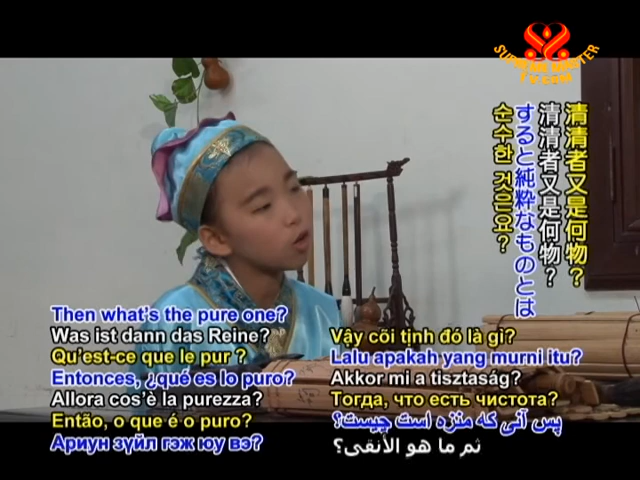 SUPREME MASTER
TV.COM
清清者又是何物？
清清者又是何物？
すると純粋なものとは
순수한 것은요?
Then what's the pure one?
Was ist dann das Reine?
Qu'est-ce que le pur ?
Entonces, ¿qué es lo puro?
Allora cos'è la purezza?
Então, o que é o puro?
Ариун зүйл гэж юу вэ?
Vậy cõi tịnh đó là gì?
Lalu apakah yang murni itu?
Akkor mi a tisztaság?
Тогда, что есть чистота?
پس آنی که منزه است چیست؟
ثم ما هو الأنقى؟